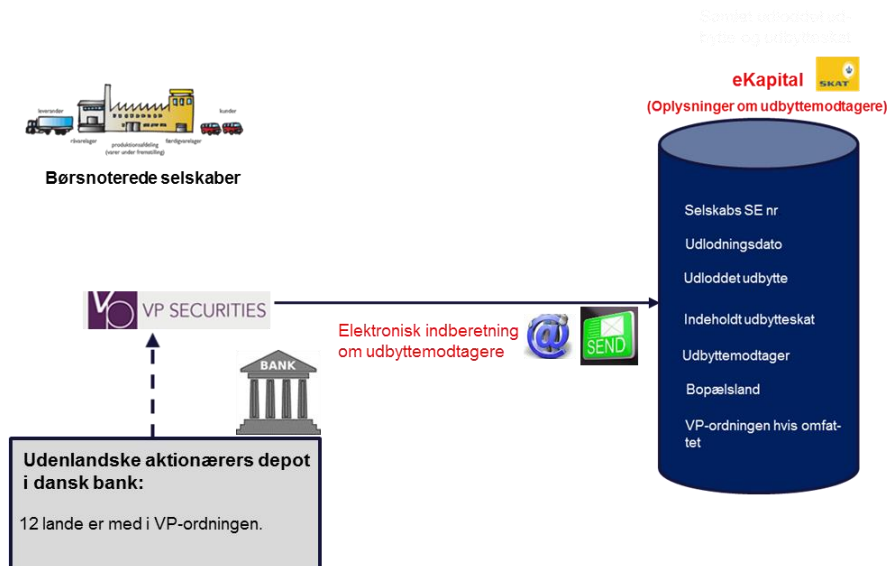 eKapital
SKAT
(Oplysninger om udbyttemodtagere)
leverandør
kunder
råvarelager
produktionsafdeling
(varer under fremstilling)
færdigvarelager
Børsnoterede selskaber
Selskabs SE nr
Udlodningsdato
Udloddet udbytte
Indeholdt udbytteskat
Udbyttemodtager
Bopælsland
VP-ordningen hvis omfat-
tet
VP SECURITIES
Elektronisk indberetning
om udbyttemodtagere
@
SEND
BANK
Udenlandske aktionærers depot
i dansk bank:
12 lande er med i VP-ordningen.